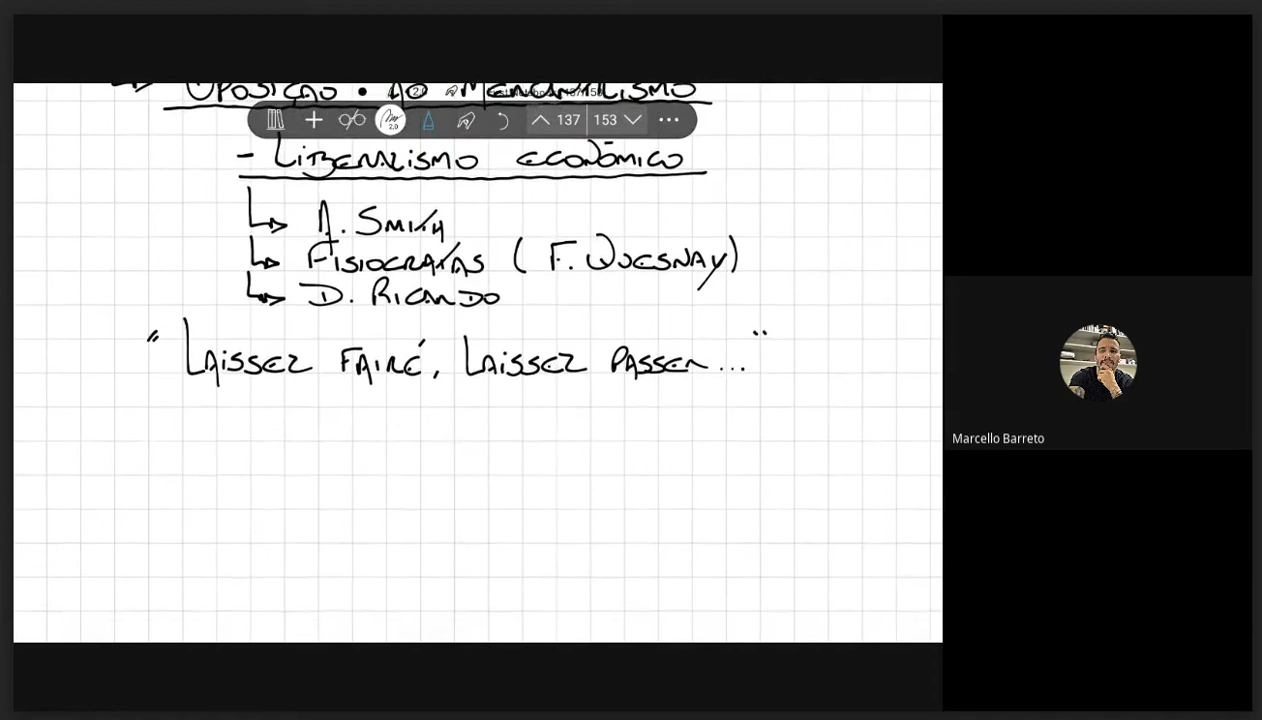 ↳ Oposição • Ao Mercantilismo
137 153
- Liberalismo econômico
↳ A. Smith
↳ Fisiocratas ( F. Quesnay)
↳ D. Ricardo
" Laissez fairé, Laissez passer... "
Marcello Barreto